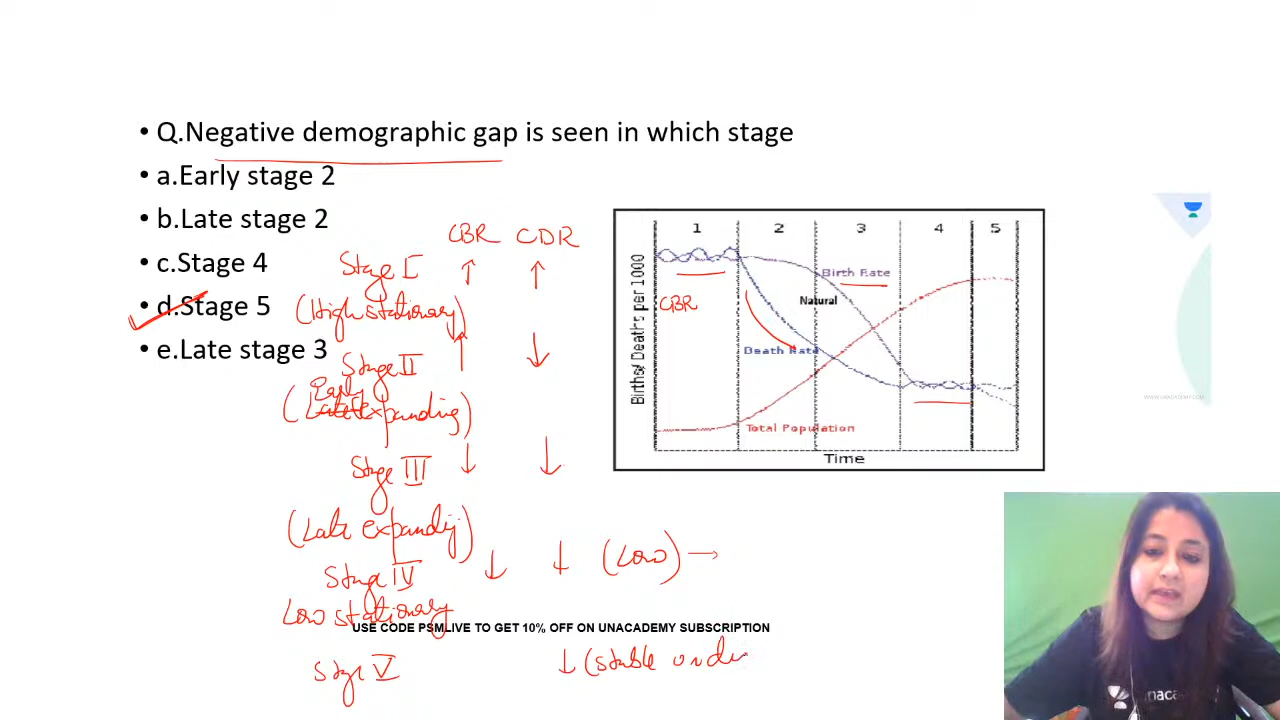 • Q.Negative demographic gap is seen in which stage
• a.Early stage 2
• b.Late stage 2
• c.Stage 4
• d.Stage 5
• e.Late stage 3
CBR CDR
Stage I ↑ ↑
(High stationary)
Stage II ↑ ↓
Early
(Late expanding)
Stage III ↓ ↓
(Late expandig)
Stage IV ↓ ↓ (Low) →
Low stationary
USE CODE PSMLIVE TO GET 10% OFF ON UNACADEMY SUBSCRIPTION
Stage V ↓ (stable or de
1 2 3 4 5
Births/ Deaths per 1000
Birth Rate
CBR
Natural
Death Rate
Total Population
Time